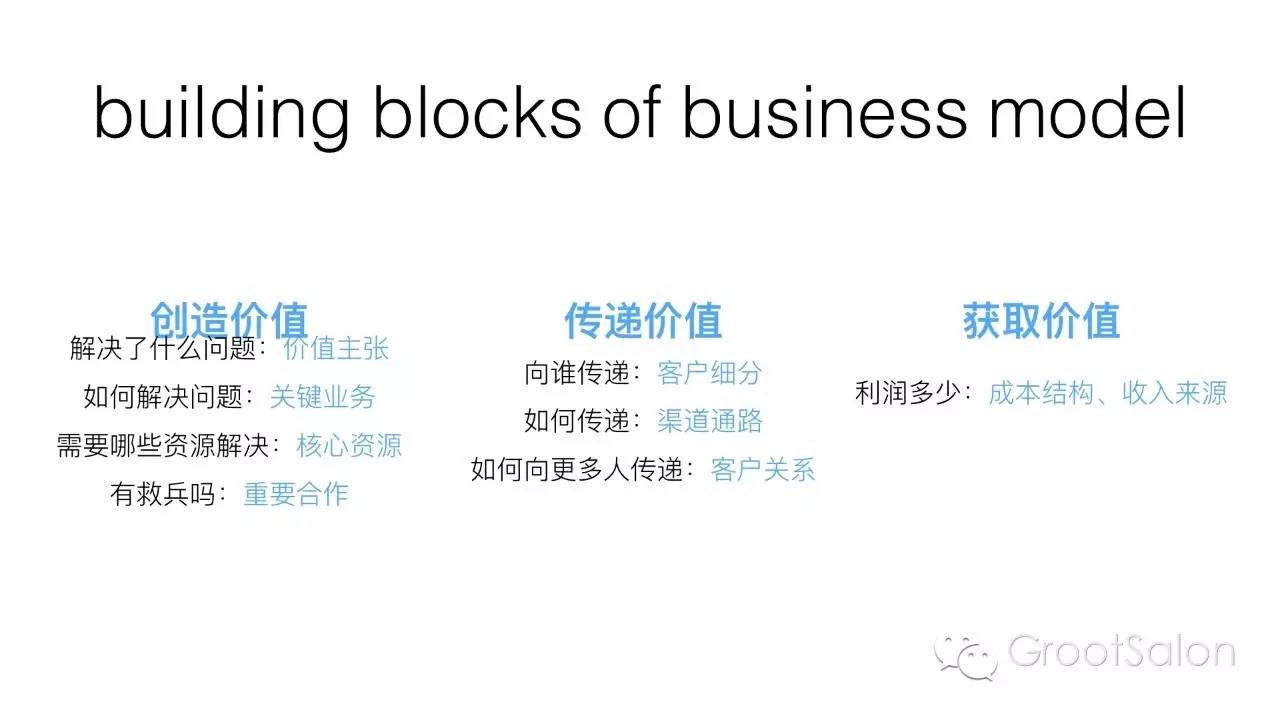 building blocks of business model
创造价值
解决了什么问题：价值主张
如何解决问题：关键业务
需要哪些资源解决：核心资源
有救兵吗：重要合作
传递价值
向谁传递：客户细分
如何传递：渠道通路
如何向更多人传递：客户关系
获取价值
利润多少：成本结构、收入来源
GrootSalon